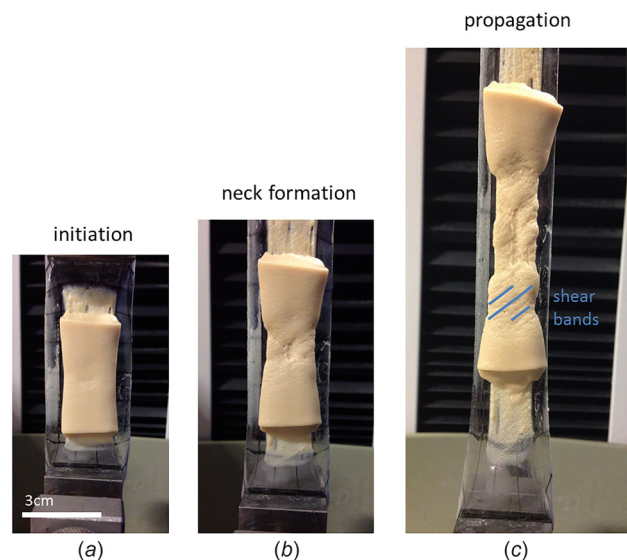 propagation
neck formation
initiation
shear
bands
3cm
(a)
(b)
(c)